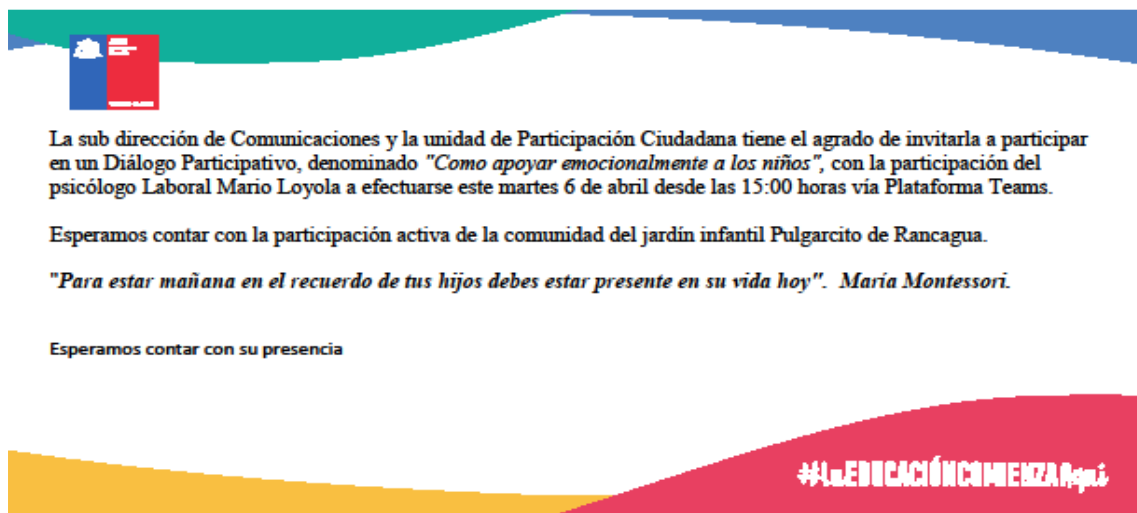 La sub dirección de Comunicaciones y la unidad de Participación Ciudadana tiene el agrado de invitarla a participar
en un Diálogo Participativo, denominado "Como apoyar emocionalmente a los niños", con la participación del
psicólogo Laboral Mario Loyola a efectuarse este martes 6 de abril desde las 15:00 horas vía Plataforma Teams.
Esperamos contar con la participación activa de la comunidad del jardín infantil Pulgarcito de Rancagua.
"Para estar mañana en el recuerdo de tus hijos debes estar presente en su vida hoy". María Montessori.
Esperamos contar con su presencia
#LaEDUCACIÓNCOMIENZAAquí